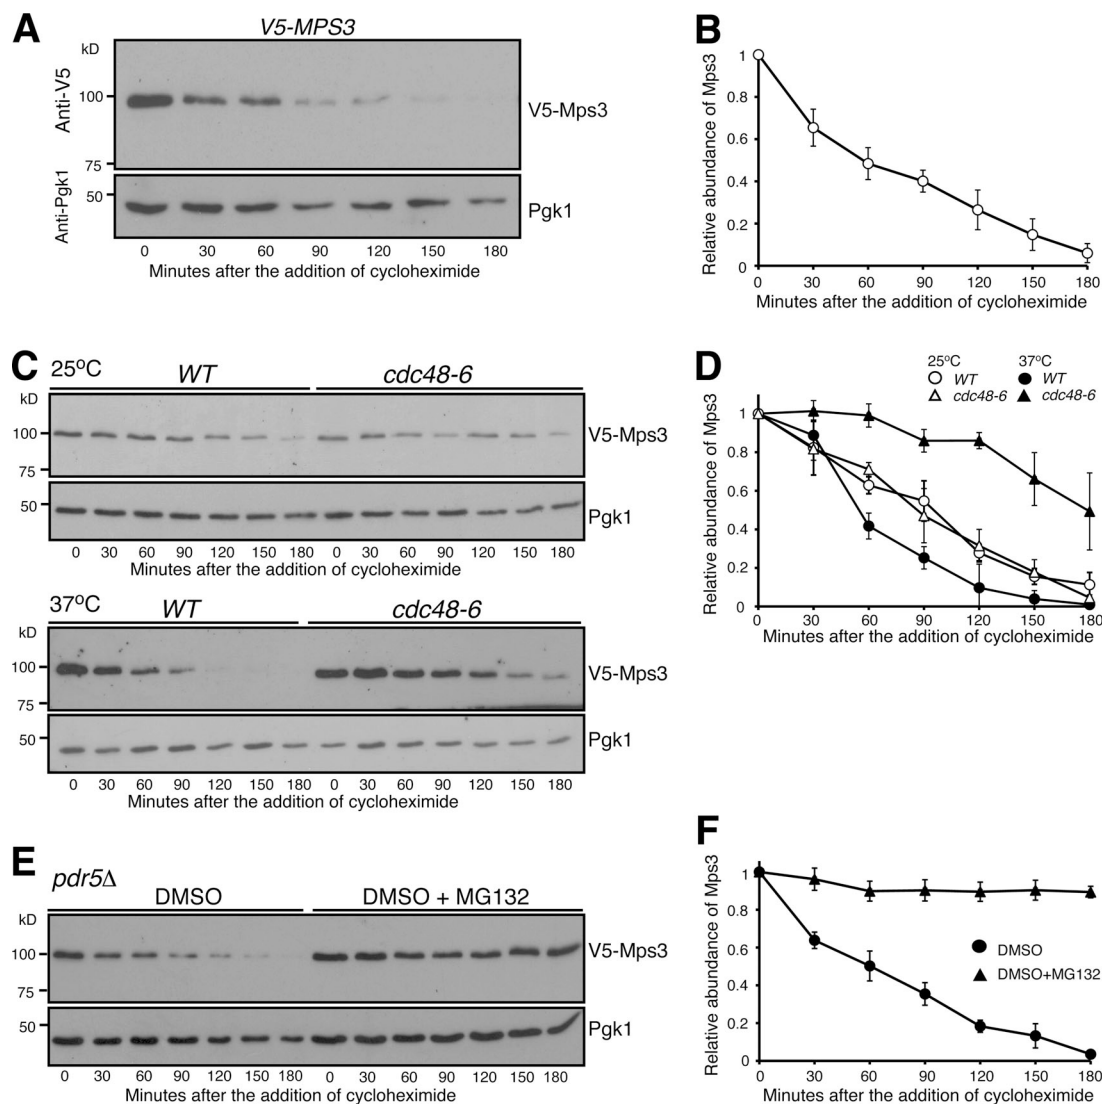 A
V5-MPS3
kD
Anti-V5
100
75
V5-Mps3
Anti-Pgk1
50
Pgk1
0 30 60 90 120 150 180
Minutes after the addition of cycloheximide
B
Relative abundance of Mps3
1
0.8
0.6
0.4
0.2
0
0 30 60 90 120 150 180
Minutes after the addition of cycloheximide
C
25ºC WT cdc48-6
kD
100
75
V5-Mps3
50
Pgk1
0 30 60 90 120 150 180 0 30 60 90 120 150 180
Minutes after the addition of cycloheximide
37ºC WT cdc48-6
kD
100
75
V5-Mps3
50
Pgk1
0 30 60 90 120 150 180 0 30 60 90 120 150 180
Minutes after the addition of cycloheximide
D
25ºC 37ºC
WT WT
cdc48-6 cdc48-6
Relative abundance of Mps3
1
0.8
0.6
0.4
0.2
0
0 30 60 90 120 150 180
Minutes after the addition of cycloheximide
E
pdr5Δ
DMSO DMSO + MG132
kD
100
75
V5-Mps3
50
Pgk1
0 30 60 90 120 150 180 0 30 60 90 120 150 180
Minutes after the addition of cycloheximide
F
Relative abundance of Mps3
1
0.8
0.6
0.4
0.2
0
DMSO
DMSO+MG132
0 30 60 90 120 150 180
Minutes after the addition of cycloheximide